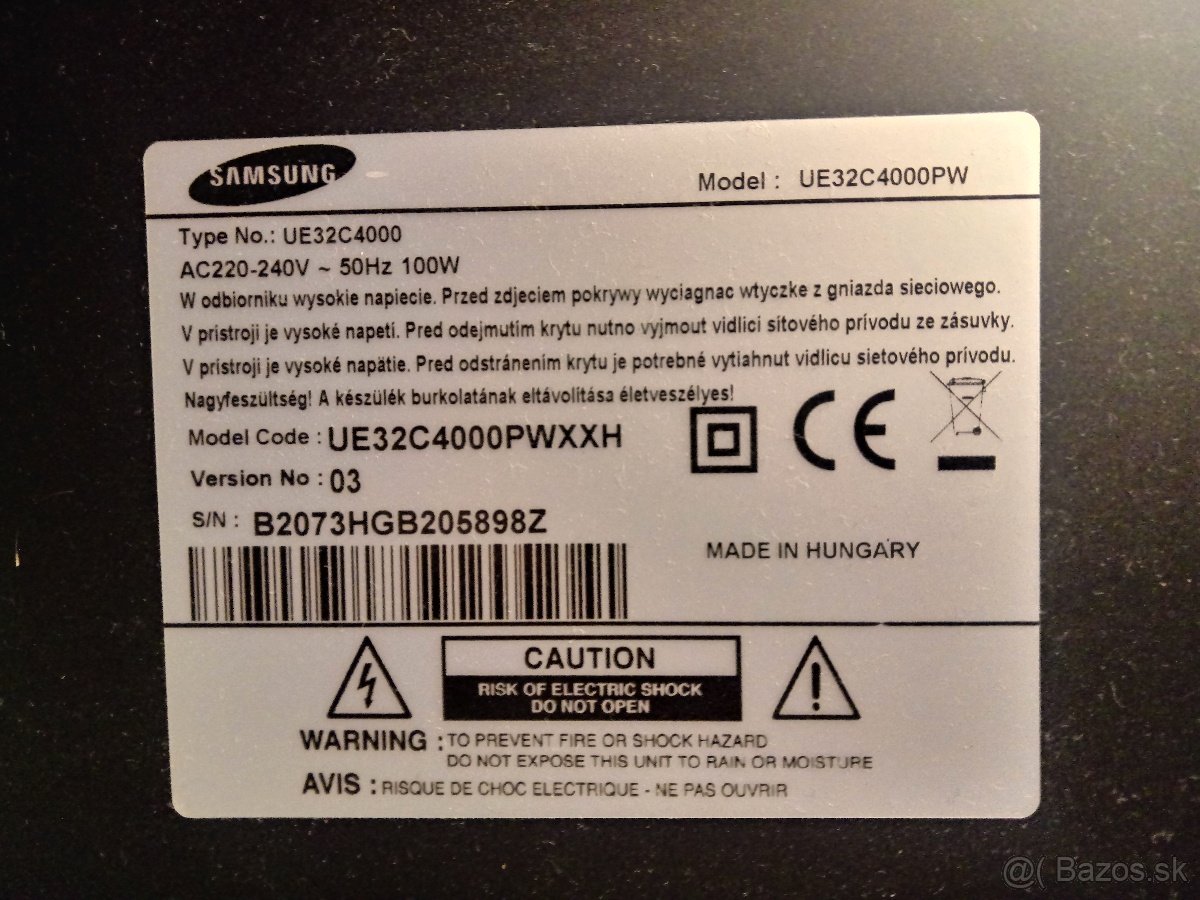 SAMSUNG
Model : UE32C4000PW
Type No.: UE32C4000
AC220-240V ~ 50Hz 100W
W odbiorniku wysokie napiecie. Przed zdjeciem pokrywy wyciagnac wtyczke z gniazda sieciowego.
V pristroji je vysoké napetí. Pred odejmutím krytu nutno vyjmout vidlici sítového prívodu ze zásuvky.
V pristroji je vysoké napätie. Pred odstránením krytu je potrebné vytiahnut vidlicu sietového prívodu.
Nagyfeszültség! A készülék burkolatának eltávolítása életveszélyes!
Model Code : UE32C4000PWXXH
Version No : 03
S/N : B2073HGB205898Z
CE
MADE IN HUNGARY
CAUTION
RISK OF ELECTRIC SHOCK
DO NOT OPEN
WARNING : TO PREVENT FIRE OR SHOCK HAZARD
DO NOT EXPOSE THIS UNIT TO RAIN OR MOISTURE
AVIS : RISQUE DE CHOC ELECTRIQUE - NE PAS OUVRIR
@( Bazos.sk